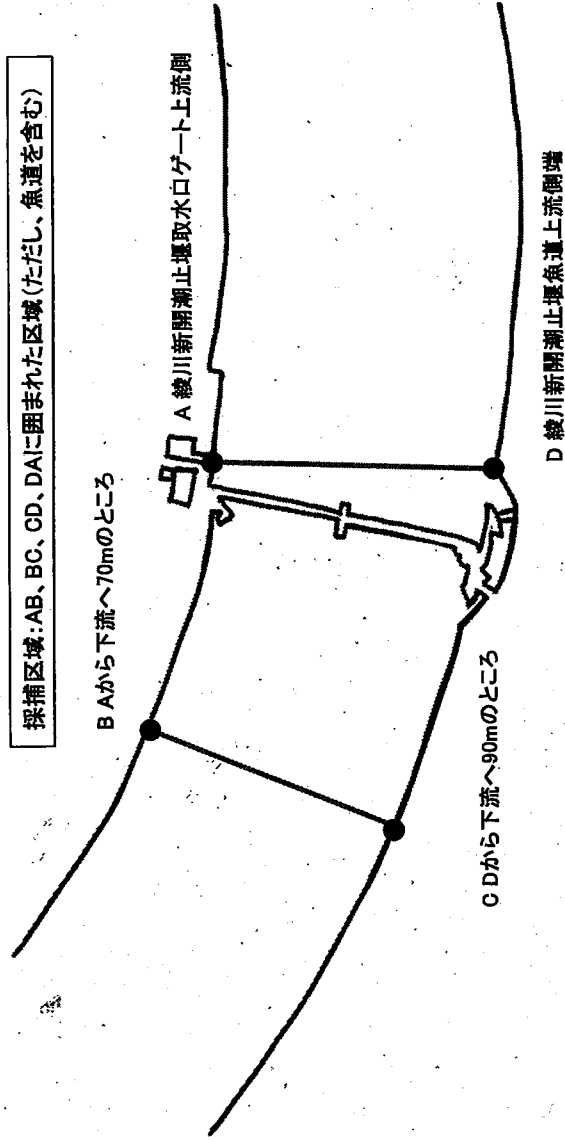 採捕区域:AB、BC、CD、DAに囲まれた区域(ただし、魚道を含む)
A 綾川新開潮止堰取水口ゲート上流側
B Aから下流へ70mのところ
C Dから下流へ90mのところ
D 綾川新開潮止堰魚道上流側端